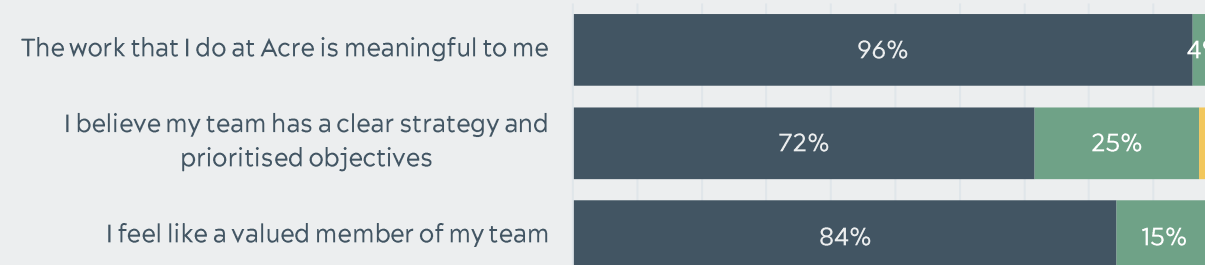 The work that I do at Acre is meaningful to me
96%
I believe my team has a clear strategy and
prioritised objectives
72%
25%
I feel like a valued member of my team
84%
15%